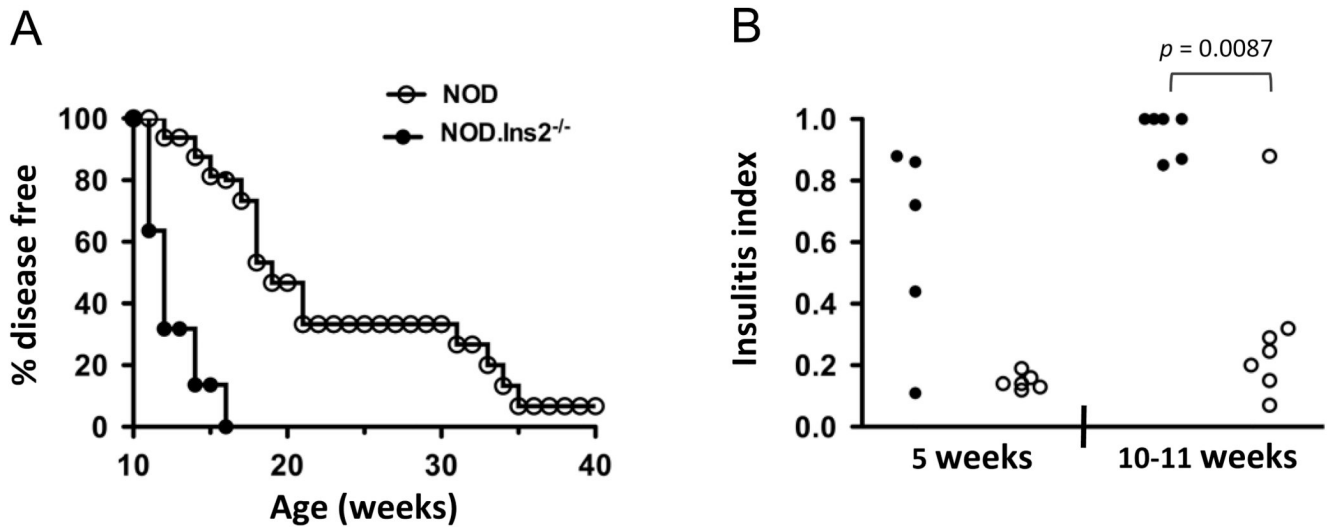 A
NOD
NOD.Ins2-/-
100
80
60
40
20
0
% disease free
10
20
30
40
Age (weeks)
B
p = 0.0087
1.0
0.8
0.6
0.4
0.2
0.0
Insulitis index
5 weeks
10-11 weeks